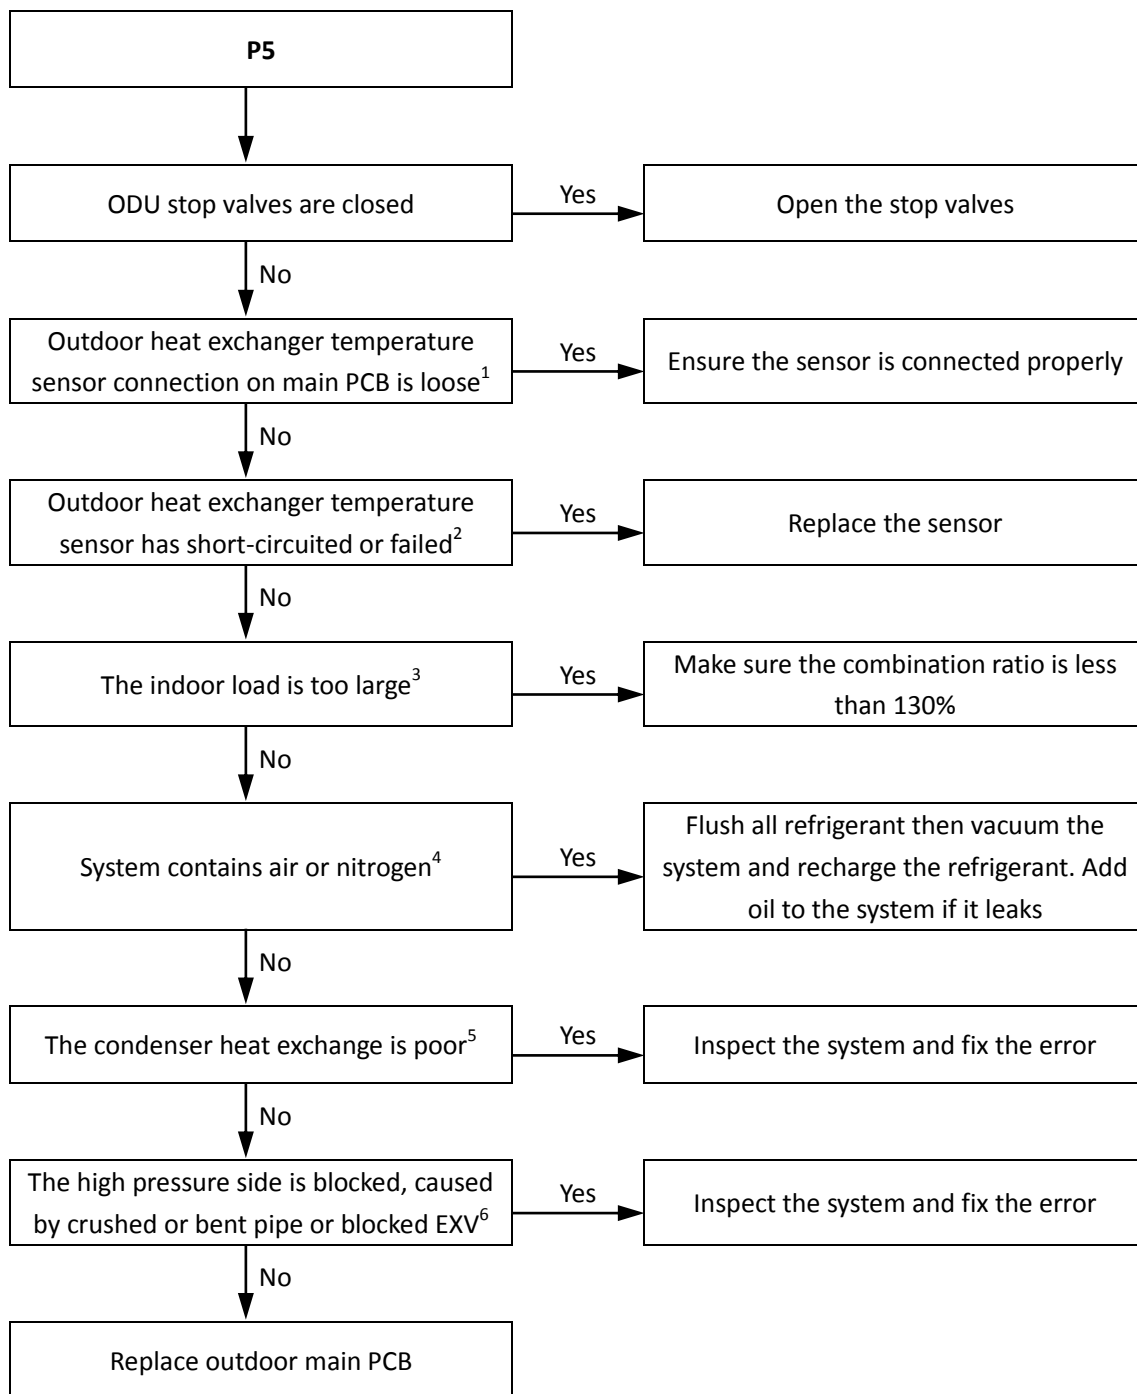 P5
ODU stop valves are closed
Yes
Open the stop valves
No
Outdoor heat exchanger temperature
sensor connection on main PCB is loose1
Yes
Ensure the sensor is connected properly
No
Outdoor heat exchanger temperature
sensor has short-circuited or failed2
Yes
Replace the sensor
No
The indoor load is too large3
Yes
Make sure the combination ratio is less
than 130%
No
System contains air or nitrogen4
Yes
Flush all refrigerant then vacuum the
system and recharge the refrigerant. Add
oil to the system if it leaks
No
The condenser heat exchange is poor5
Yes
Inspect the system and fix the error
No
The high pressure side is blocked, caused
by crushed or bent pipe or blocked EXV6
Yes
Inspect the system and fix the error
No
Replace outdoor main PCB